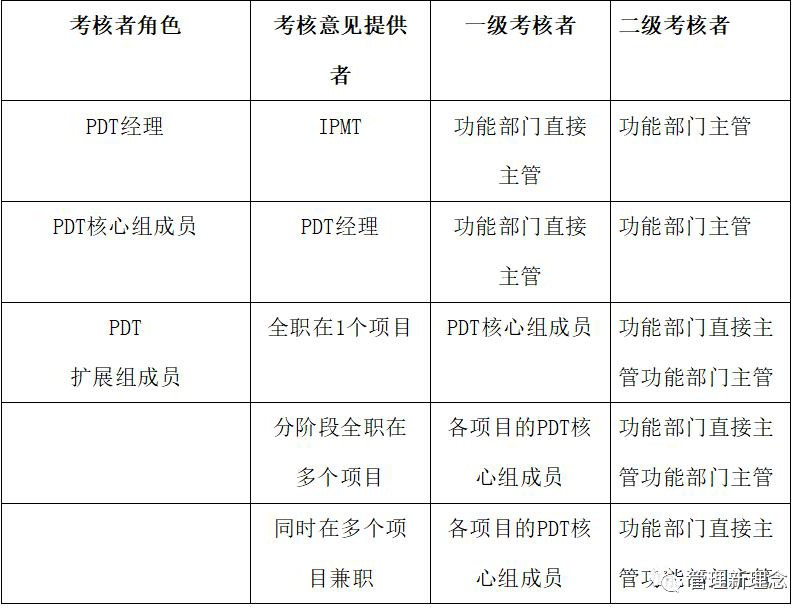 考核者角色
考核意见提供
者
一级考核者
二级考核者
PDT经理
IPMT
功能部门直接
主管
功能部门主管
PDT核心组成员
PDT经理
功能部门直接
主管
功能部门主管
PDT
扩展组成员
全职在1个项目
PDT核心组成员
功能部门直接主
管功能部门主管
分阶段全职在
多个项目
各项目的PDT核
心组成员
功能部门直接主
管功能部门主管
同时在多个项
目兼职
各项目的PDT核
心组成员
功能部门直接主
管功能部门主管
管理新理念